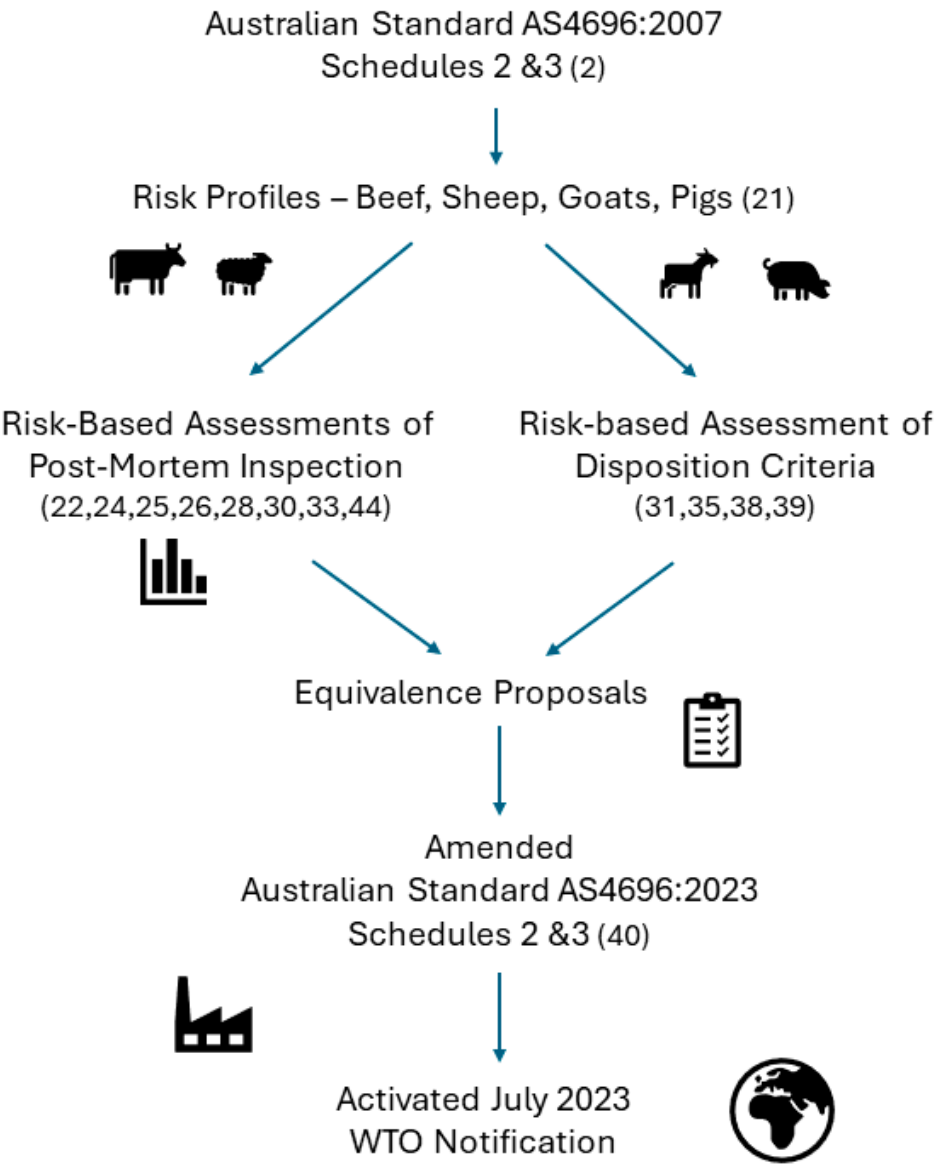 Australian Standard AS4696:2007
Schedules 2 &3 (2)
Risk Profiles – Beef, Sheep, Goats, Pigs (21)
Risk-Based Assessments of
Post-Mortem Inspection
(22,24,25,26,28,30,33,44)
Risk-based Assessment of
Disposition Criteria
(31,35,38,39)
Equivalence Proposals
Amended
Australian Standard AS4696:2023
Schedules 2 &3 (40)
Activated July 2023
WTO Notification